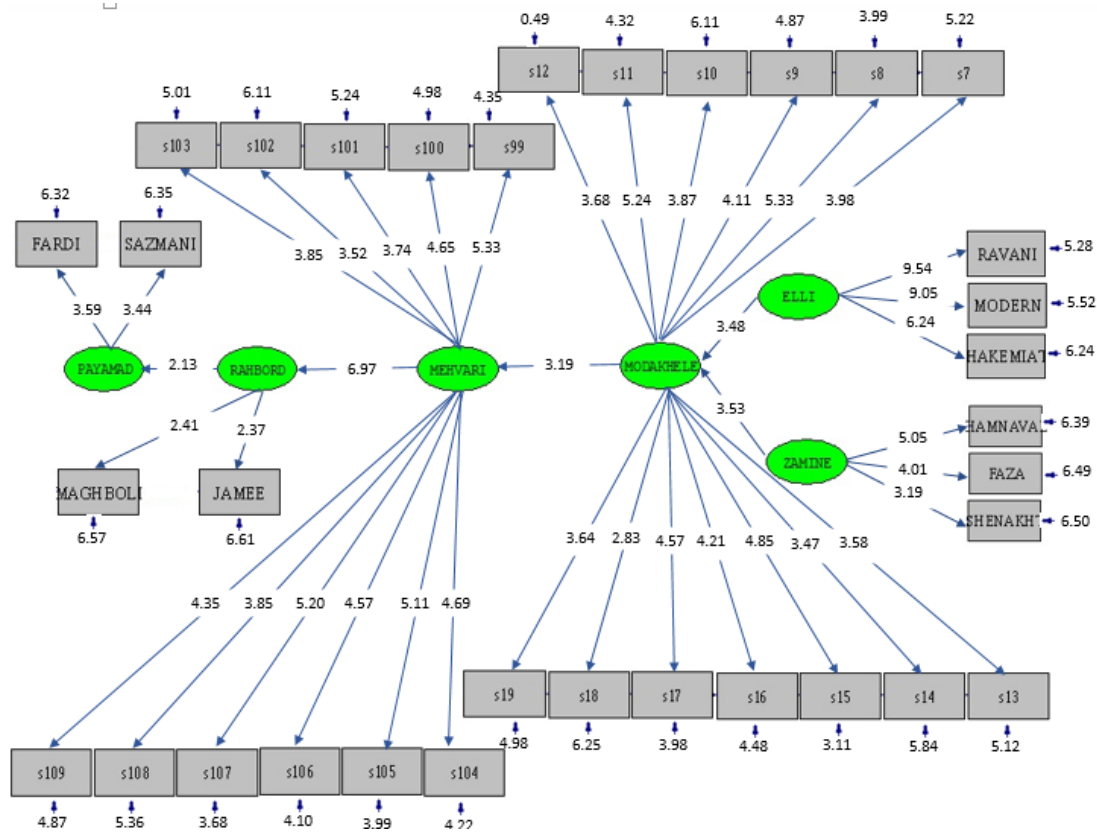 0.49 4.32 6.11 4.87 3.99 5.22
s12 s11 s10 s9 s8 s7
5.01 6.11 5.24 4.98 4.35
s103 s102 s101 s100 s99
6.32 6.35
FARDI SAZMANI
3.68 5.24 3.87 4.11 5.33 3.98
3.85 3.52 3.74 4.65 5.33
RAVANI 5.28
9.54
ELLI
9.05
MODERN 5.52
3.59 3.44
6.24
3.48
HAKEMIAT 6.24
PAYAMAD 2.13 RAHBORD 6.97 MEHVARI 3.19 MODAKHELE
3.53
HAMNAVA 6.39
2.41 2.37
5.05
ZAMINE
4.01
FAZA 6.49
3.19
MAGHBOLI JAMEE
SHENAKHT 6.50
6.57 6.61
3.64 2.83 4.57 4.21 4.85 3.47 3.58
4.35 3.85 5.20 4.57 5.11 4.69
s19 s18 s17 s16 s15 s14 s13
4.98 6.25 3.98 4.48 3.11 5.84 5.12
s109 s108 s107 s106 s105 s104
4.87 5.36 3.68 4.10 3.99 4.22